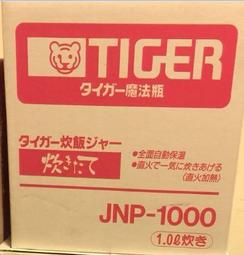 TIGER
タイガー魔法瓶
タイガー炊飯ジャー
炊きたて
●全面自動保温
●直火で一気に炊きあげる
(直火加熱)
JNP-1000
1.0ℓ炊き